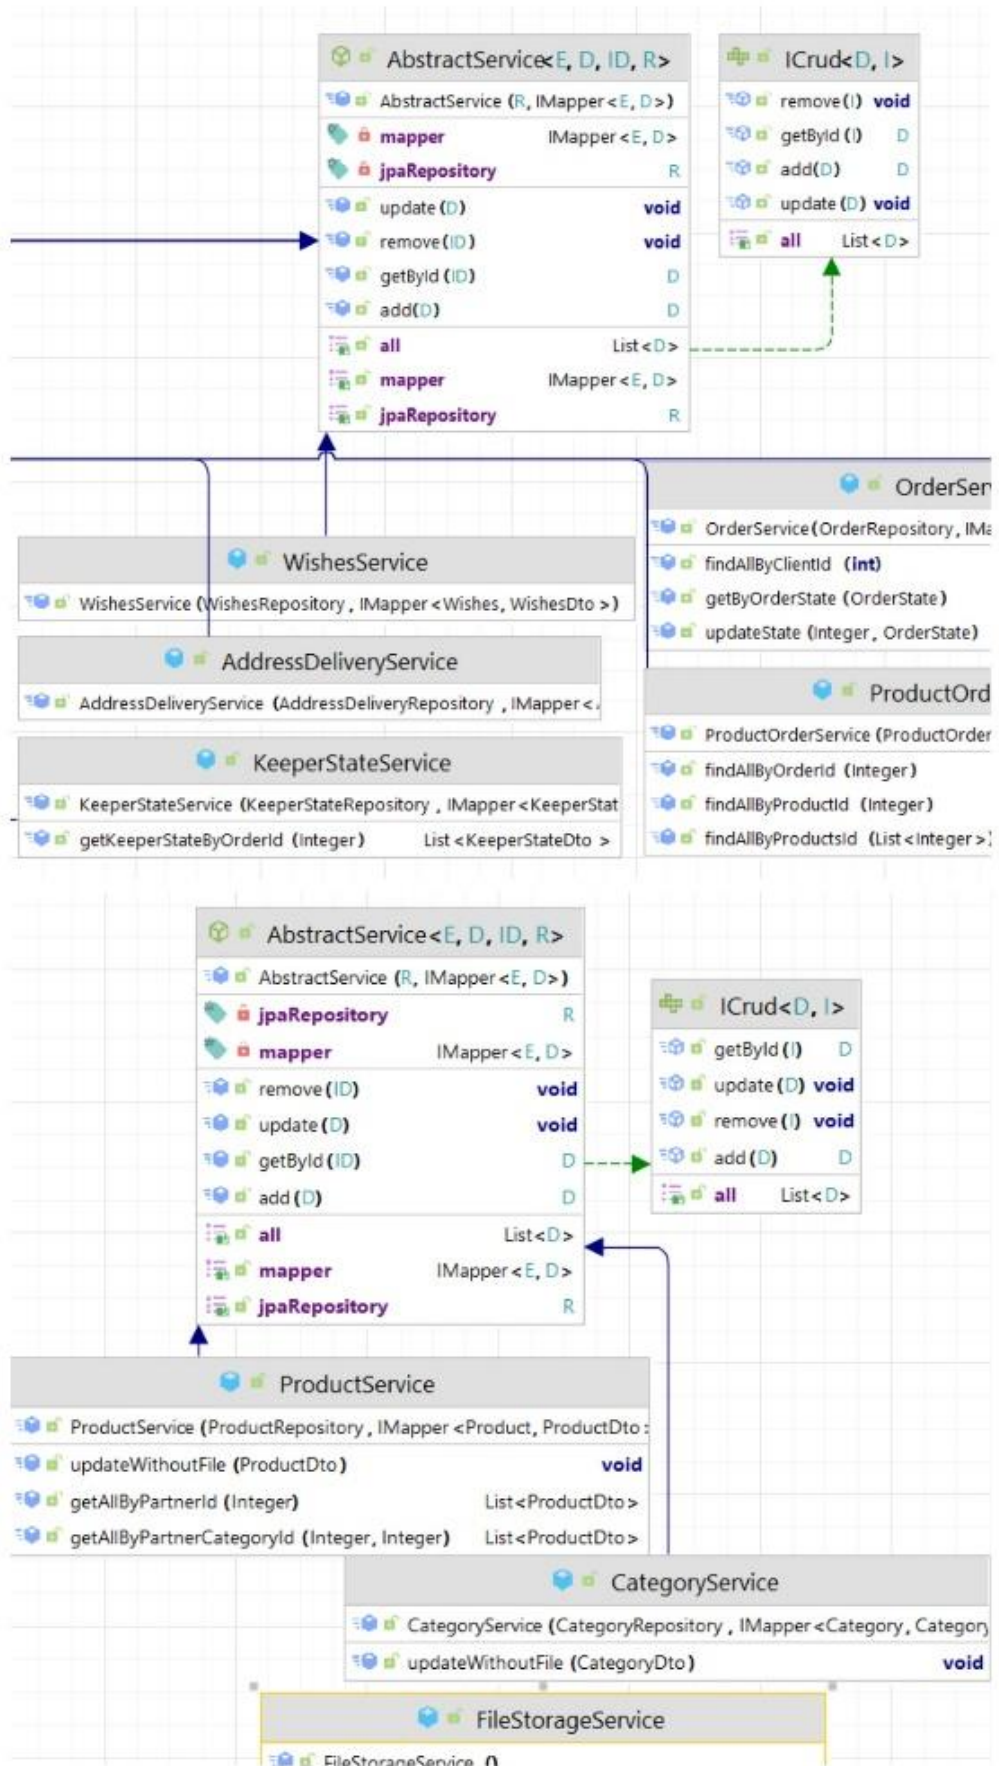 AbstractService<E, D, ID, R>
AbstractService (R, IMapper<E, D>)
mapper IMapper<E, D>
jpaRepository R
update (D) void
remove (ID) void
getById (ID) D
add(D) D
all List<D>
mapper IMapper<E, D>
jpaRepository R
ICrud<D, I>
remove(I) void
getById (I) D
add(D) D
update (D) void
all List<D>
WishesService
WishesService (WishesRepository, IMapper<Wishes, WishesDto>)
AddressDeliveryService
AddressDeliveryService (AddressDeliveryRepository, IMapper<
KeeperStateService
KeeperStateService (KeeperStateRepository, IMapper<KeeperStat
getKeeperStateByOrderId (Integer) List<KeeperStateDto>
OrderSer
OrderService(OrderRepository, IMa
findAllByClientId (int)
getByOrderState (OrderState)
updateState (Integer, OrderState)
ProductOrd
ProductOrderService (ProductOrder
findAllByOrderId (Integer)
findAllByProductId (Integer)
findAllByProductsId (List<Integer>)
AbstractService<E, D, ID, R>
AbstractService (R, IMapper<E, D>)
jpaRepository R
mapper IMapper<E, D>
remove (ID) void
update (D) void
getById (ID) D
add (D) D
all List<D>
mapper IMapper<E, D>
jpaRepository R
ICrud<D, I>
getById (I) D
update (D) void
remove (I) void
add (D) D
all List<D>
ProductService
ProductService (ProductRepository, IMapper<Product, ProductDto
updateWithoutFile (ProductDto) void
getAllByPartnerId (Integer) List<ProductDto>
getAllByPartnerCategoryId (Integer, Integer) List<ProductDto>
CategoryService
CategoryService (CategoryRepository, IMapper<Category, Category
updateWithoutFile (CategoryDto) void
FileStorageService
FileStorageService ()